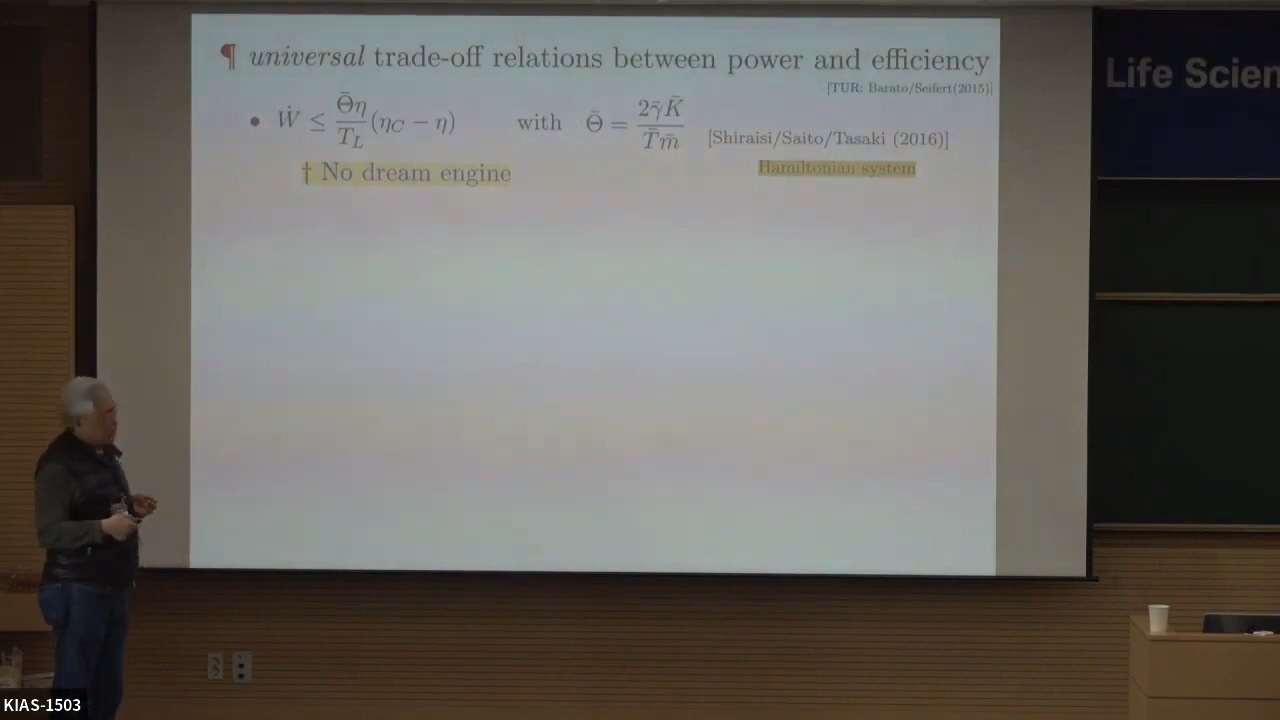 ¶ universal trade-off relations between power and efficiency
[TUR: Barato/Seifert(2015)]
• Ẇ ≤ Θ̄η/T_L (η_C − η) with Θ̄ = 2γ̄K̄/T̄m̄ [Shiraisi/Saito/Tasaki (2016)]
† No dream engine
Hamiltonian system
Life Scien
KIAS-1503